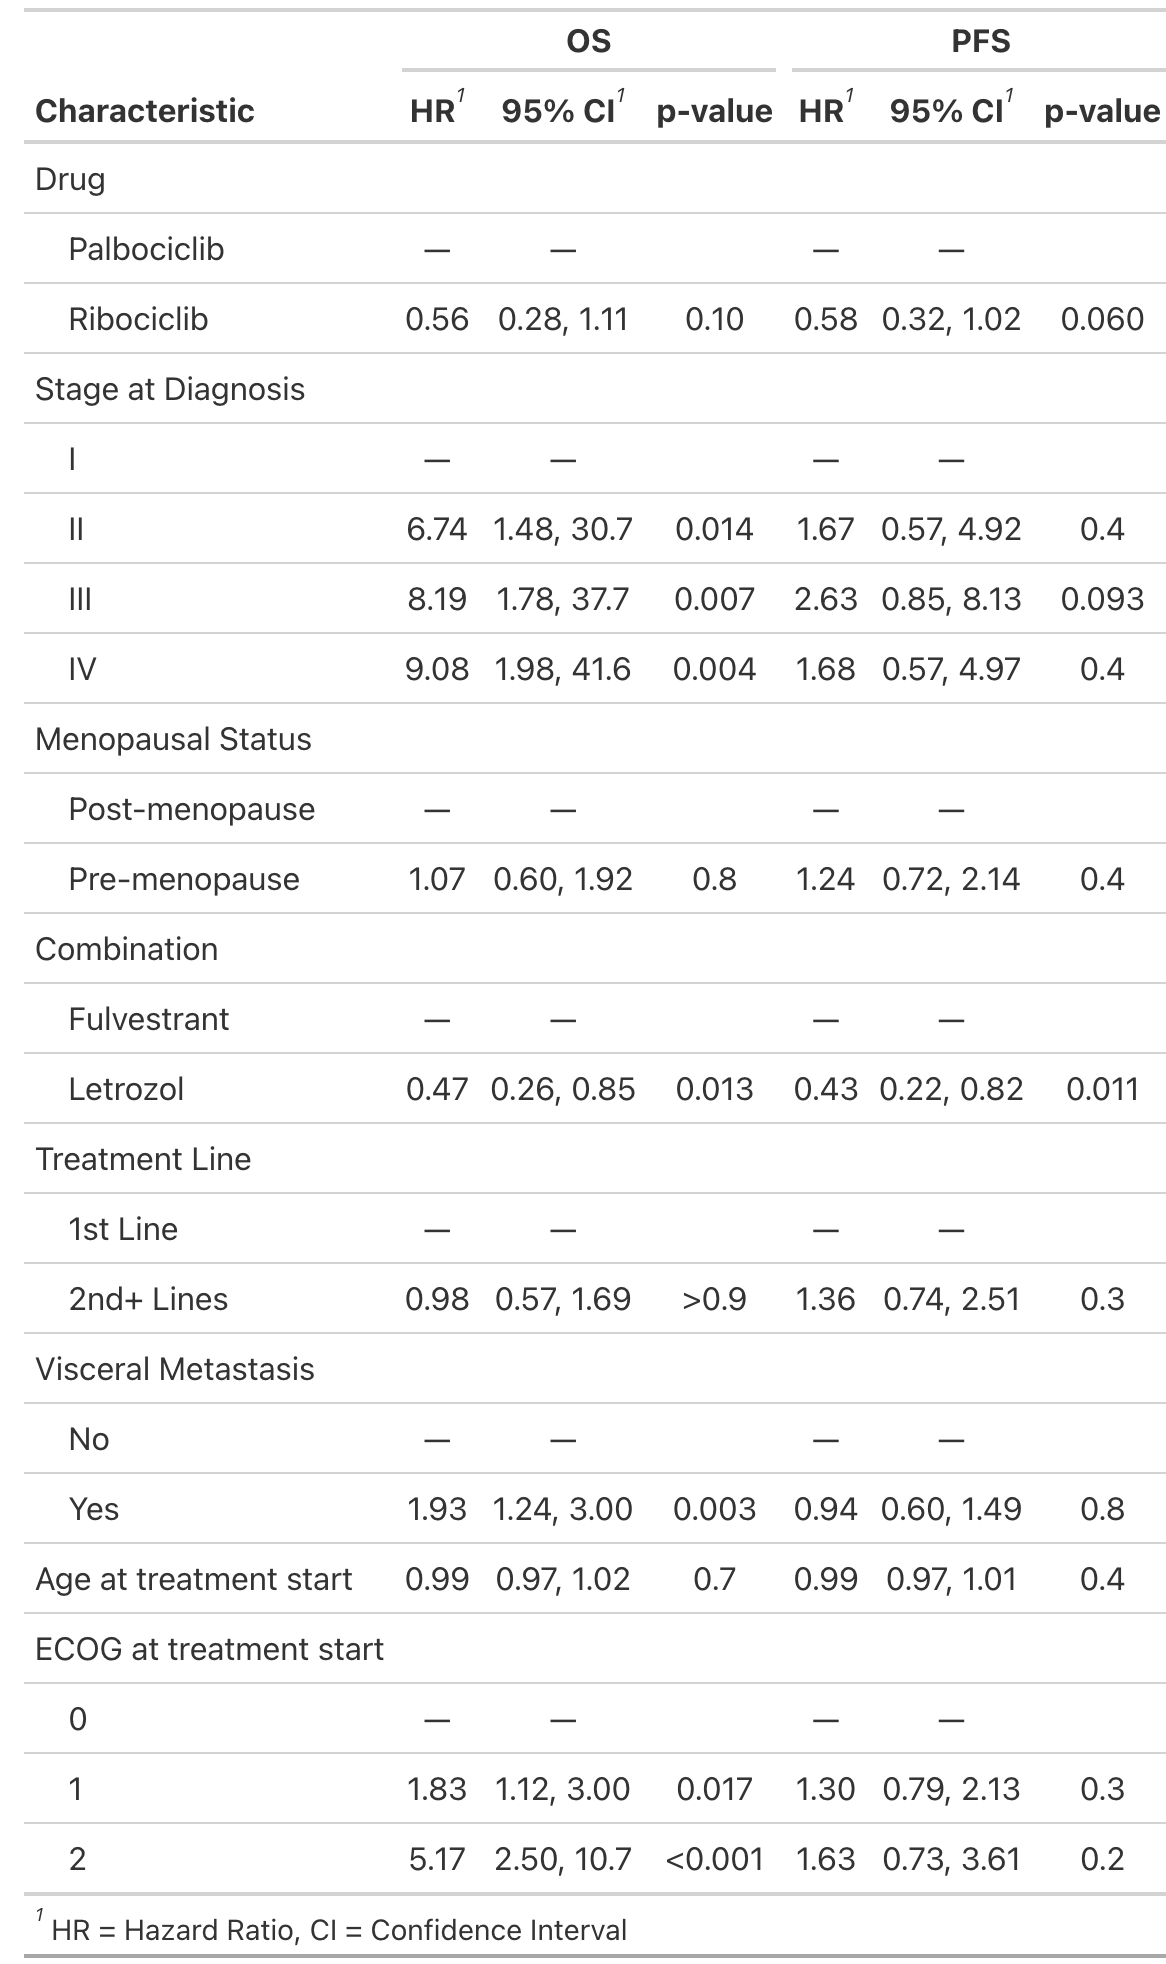 OS PFS
Characteristic HR¹ 95% CI¹ p-value HR¹ 95% CI¹ p-value
Drug
Palbociclib — — — —
Ribociclib 0.56 0.28, 1.11 0.10 0.58 0.32, 1.02 0.060
Stage at Diagnosis
I — — — —
II 6.74 1.48, 30.7 0.014 1.67 0.57, 4.92 0.4
III 8.19 1.78, 37.7 0.007 2.63 0.85, 8.13 0.093
IV 9.08 1.98, 41.6 0.004 1.68 0.57, 4.97 0.4
Menopausal Status
Post-menopause — — — —
Pre-menopause 1.07 0.60, 1.92 0.8 1.24 0.72, 2.14 0.4
Combination
Fulvestrant — — — —
Letrozol 0.47 0.26, 0.85 0.013 0.43 0.22, 0.82 0.011
Treatment Line
1st Line — — — —
2nd+ Lines 0.98 0.57, 1.69 >0.9 1.36 0.74, 2.51 0.3
Visceral Metastasis
No — — — —
Yes 1.93 1.24, 3.00 0.003 0.94 0.60, 1.49 0.8
Age at treatment start 0.99 0.97, 1.02 0.7 0.99 0.97, 1.01 0.4
ECOG at treatment start
0 — — — —
1 1.83 1.12, 3.00 0.017 1.30 0.79, 2.13 0.3
2 5.17 2.50, 10.7 <0.001 1.63 0.73, 3.61 0.2
¹ HR = Hazard Ratio, CI = Confidence Interval